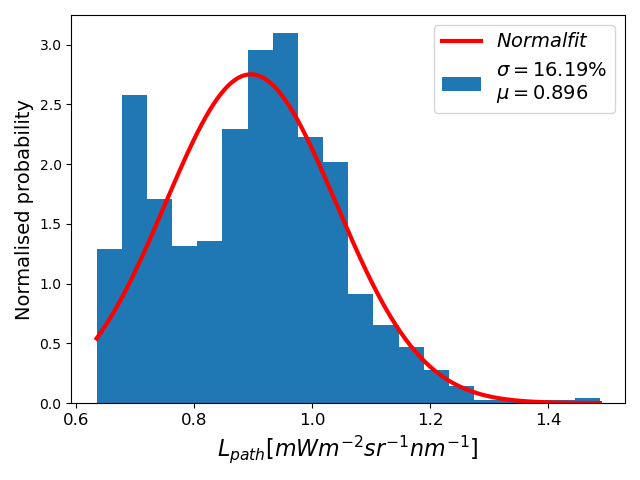 Normalised probability
3.0
2.5
2.0
1.5
1.0
0.5
0.0
Normalfit
σ = 16.19%
μ = 0.896
0.6 0.8 1.0 1.2 1.4
L_path[mWm⁻²sr⁻¹nm⁻¹]